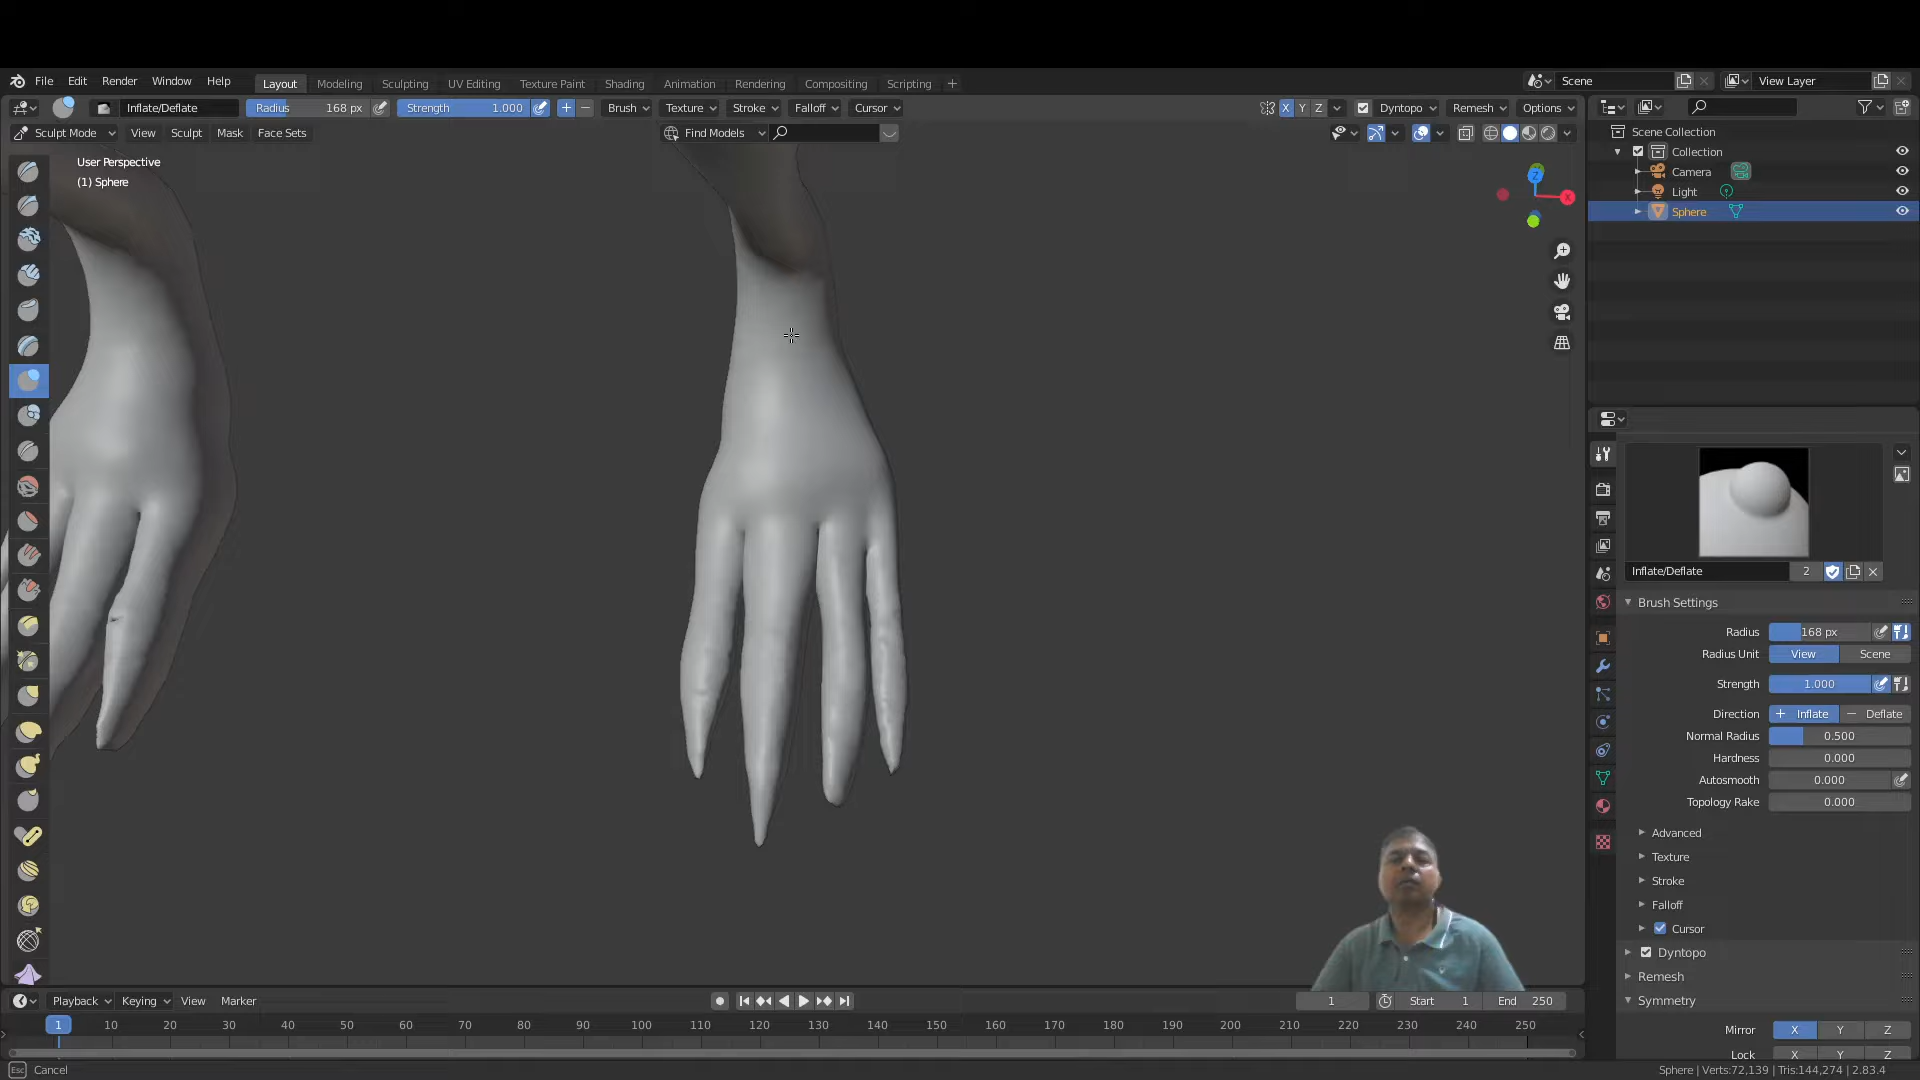 File Edit Render Window Help Layout Modeling Sculpting UV Editing Texture Paint Shading Animation Rendering Compositing Scripting + Scene View Layer
Inflate/Deflate Radius 168 px Strength 1.000 + − Brush Texture Stroke Falloff Cursor X Y Z Dyntopo Remesh Options
Sculpt Mode View Sculpt Mask Face Sets Find Models
User Perspective
(1) Sphere
Z
X
Scene Collection
Collection
Camera
Light
Sphere
Inflate/Deflate 2
Brush Settings
Radius 168 px
Radius Unit View Scene
Strength 1.000
Direction + Inflate − Deflate
Normal Radius 0.500
Hardness 0.000
Autosmooth 0.000
Topology Rake 0.000
Advanced
Texture
Stroke
Falloff
Cursor
Dyntopo
Remesh
Symmetry
Mirror X Y Z
Lock X Y Z
Playback Keying View Marker 1 Start 1 End 250
1 10 20 30 40 50 60 70 80 90 100 110 120 130 140 150 160 170 180 190 200 210 220 230 240 250
Esc Cancel Sphere | Verts:72,139 | Tris:144,274 | 2.83.4